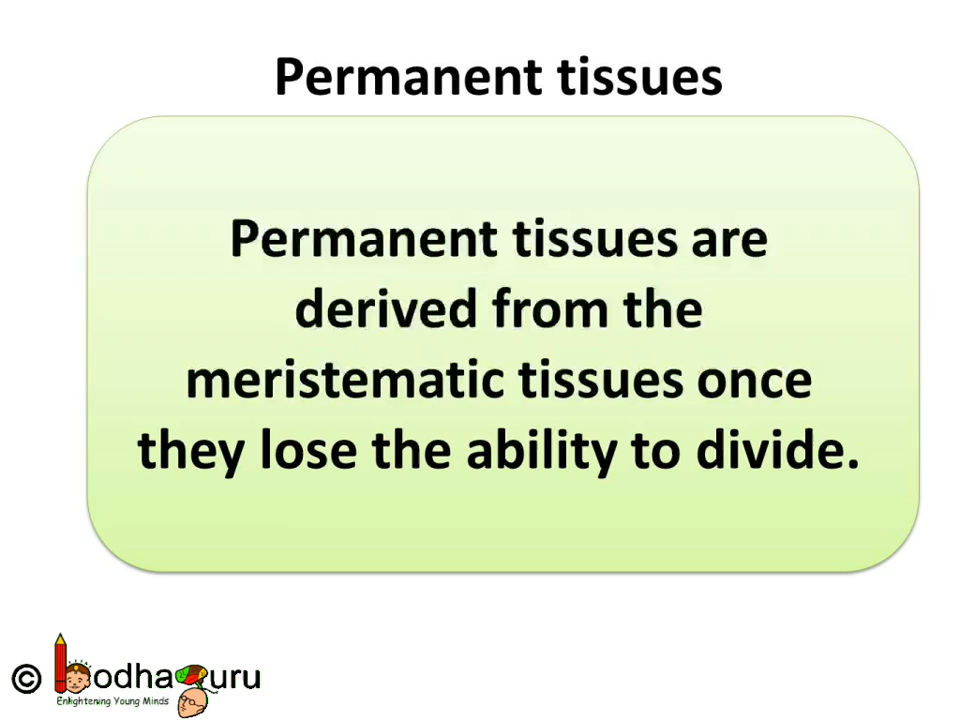 Permanent tissues
Permanent tissues are
derived from the
meristematic tissues once
they lose the ability to divide.
© bodhaguru
Enlightening Young Minds